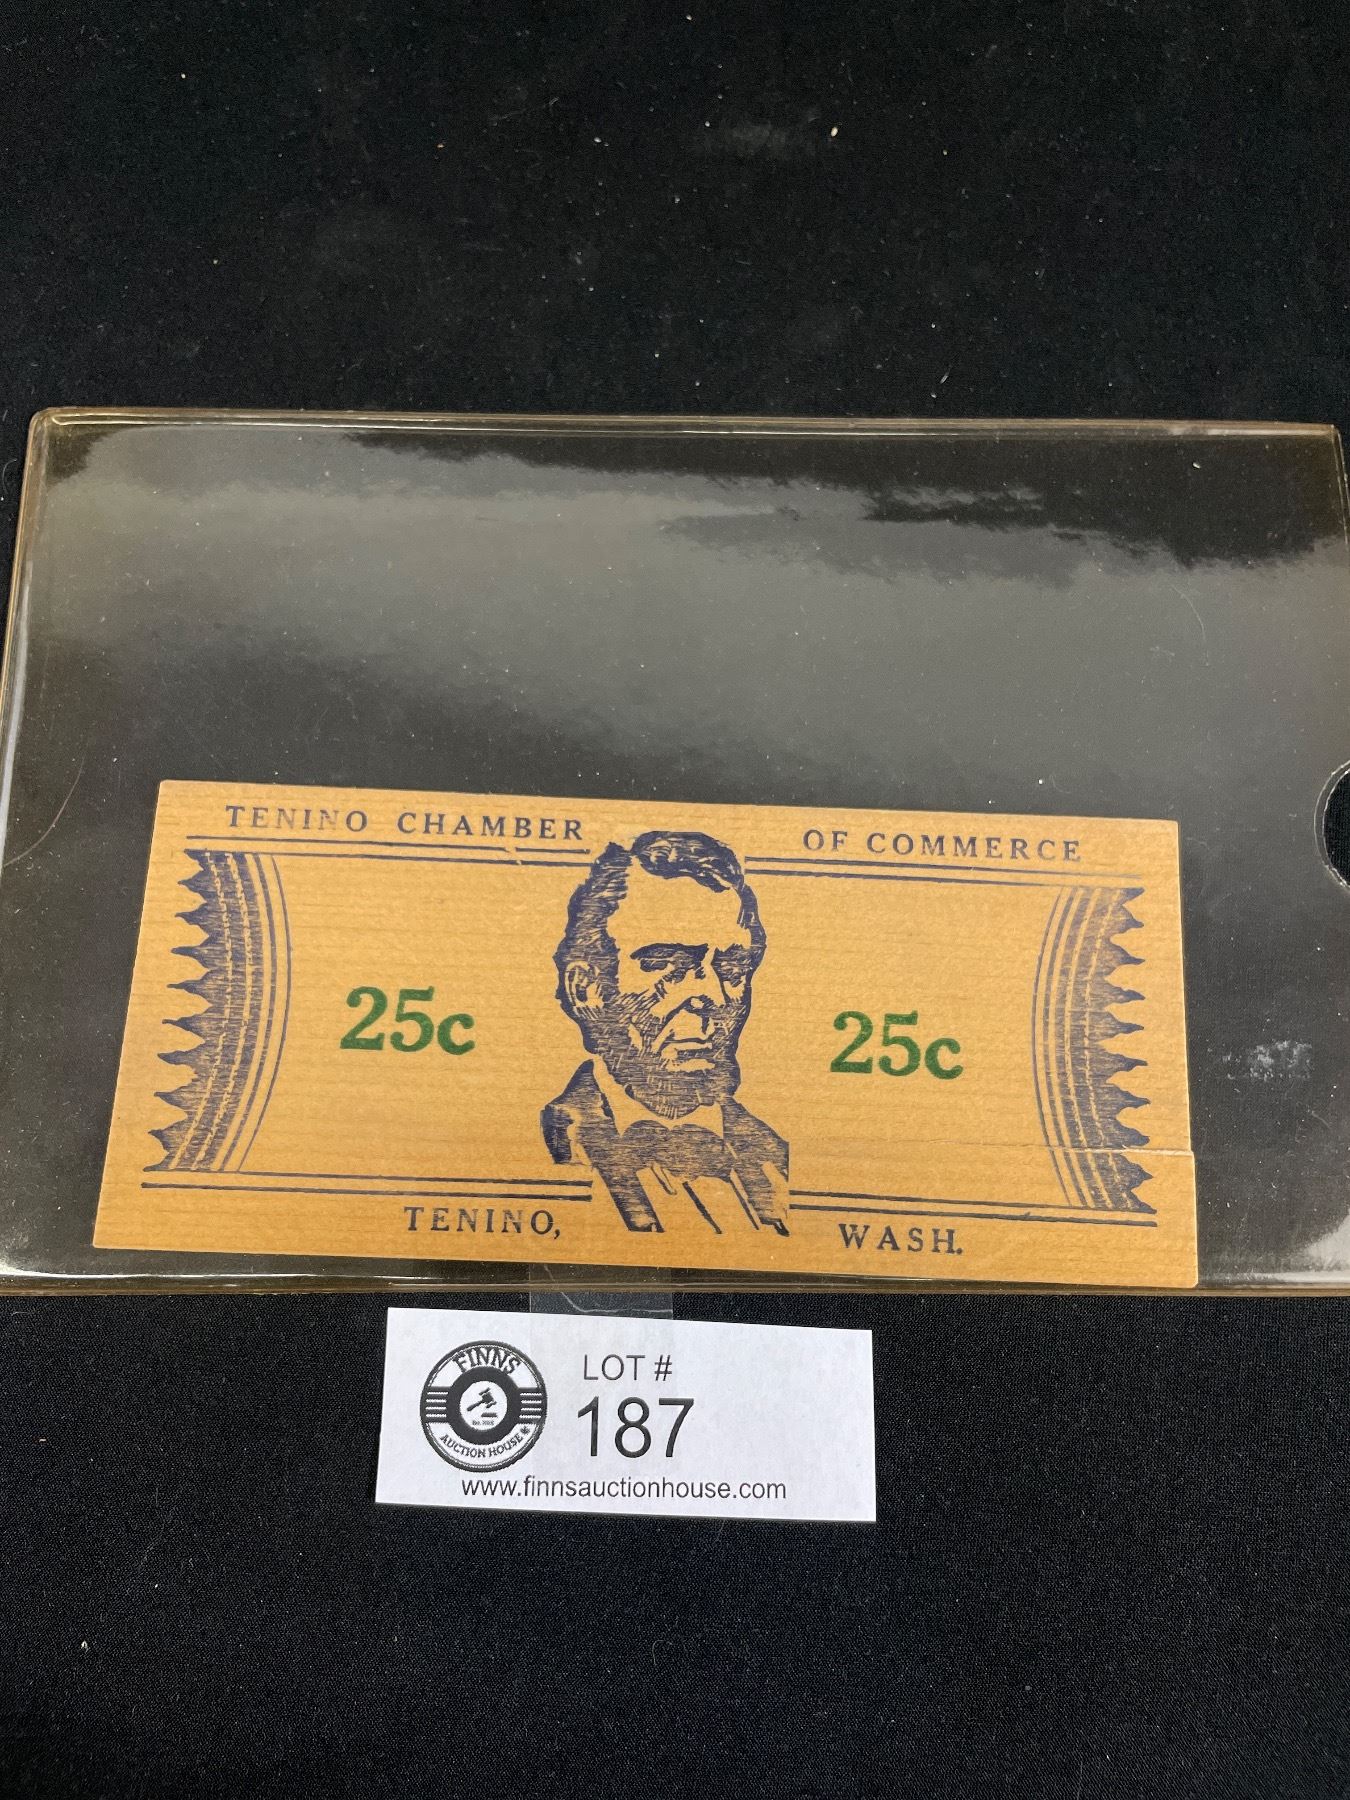 TENINO CHAMBER OF COMMERCE
25c 25c
TENINO, WASH.
FINNS
AUCTION HOUSE
LOT #
187
www.finnsauctionhouse.com